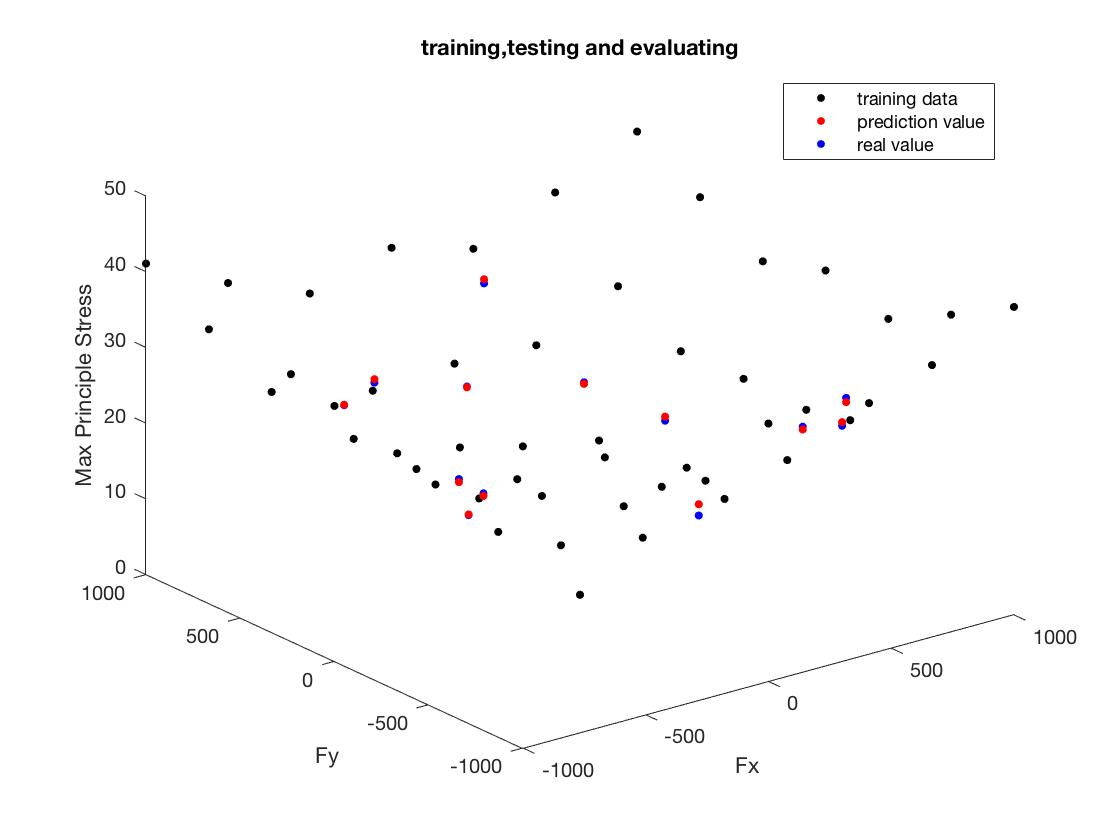 training,testing and evaluating
training data
prediction value
real value
50
40
30
20
10
0
Max Principle Stress
1000
500
0
-500
-1000
Fy
-1000
-500
0
500
1000
Fx